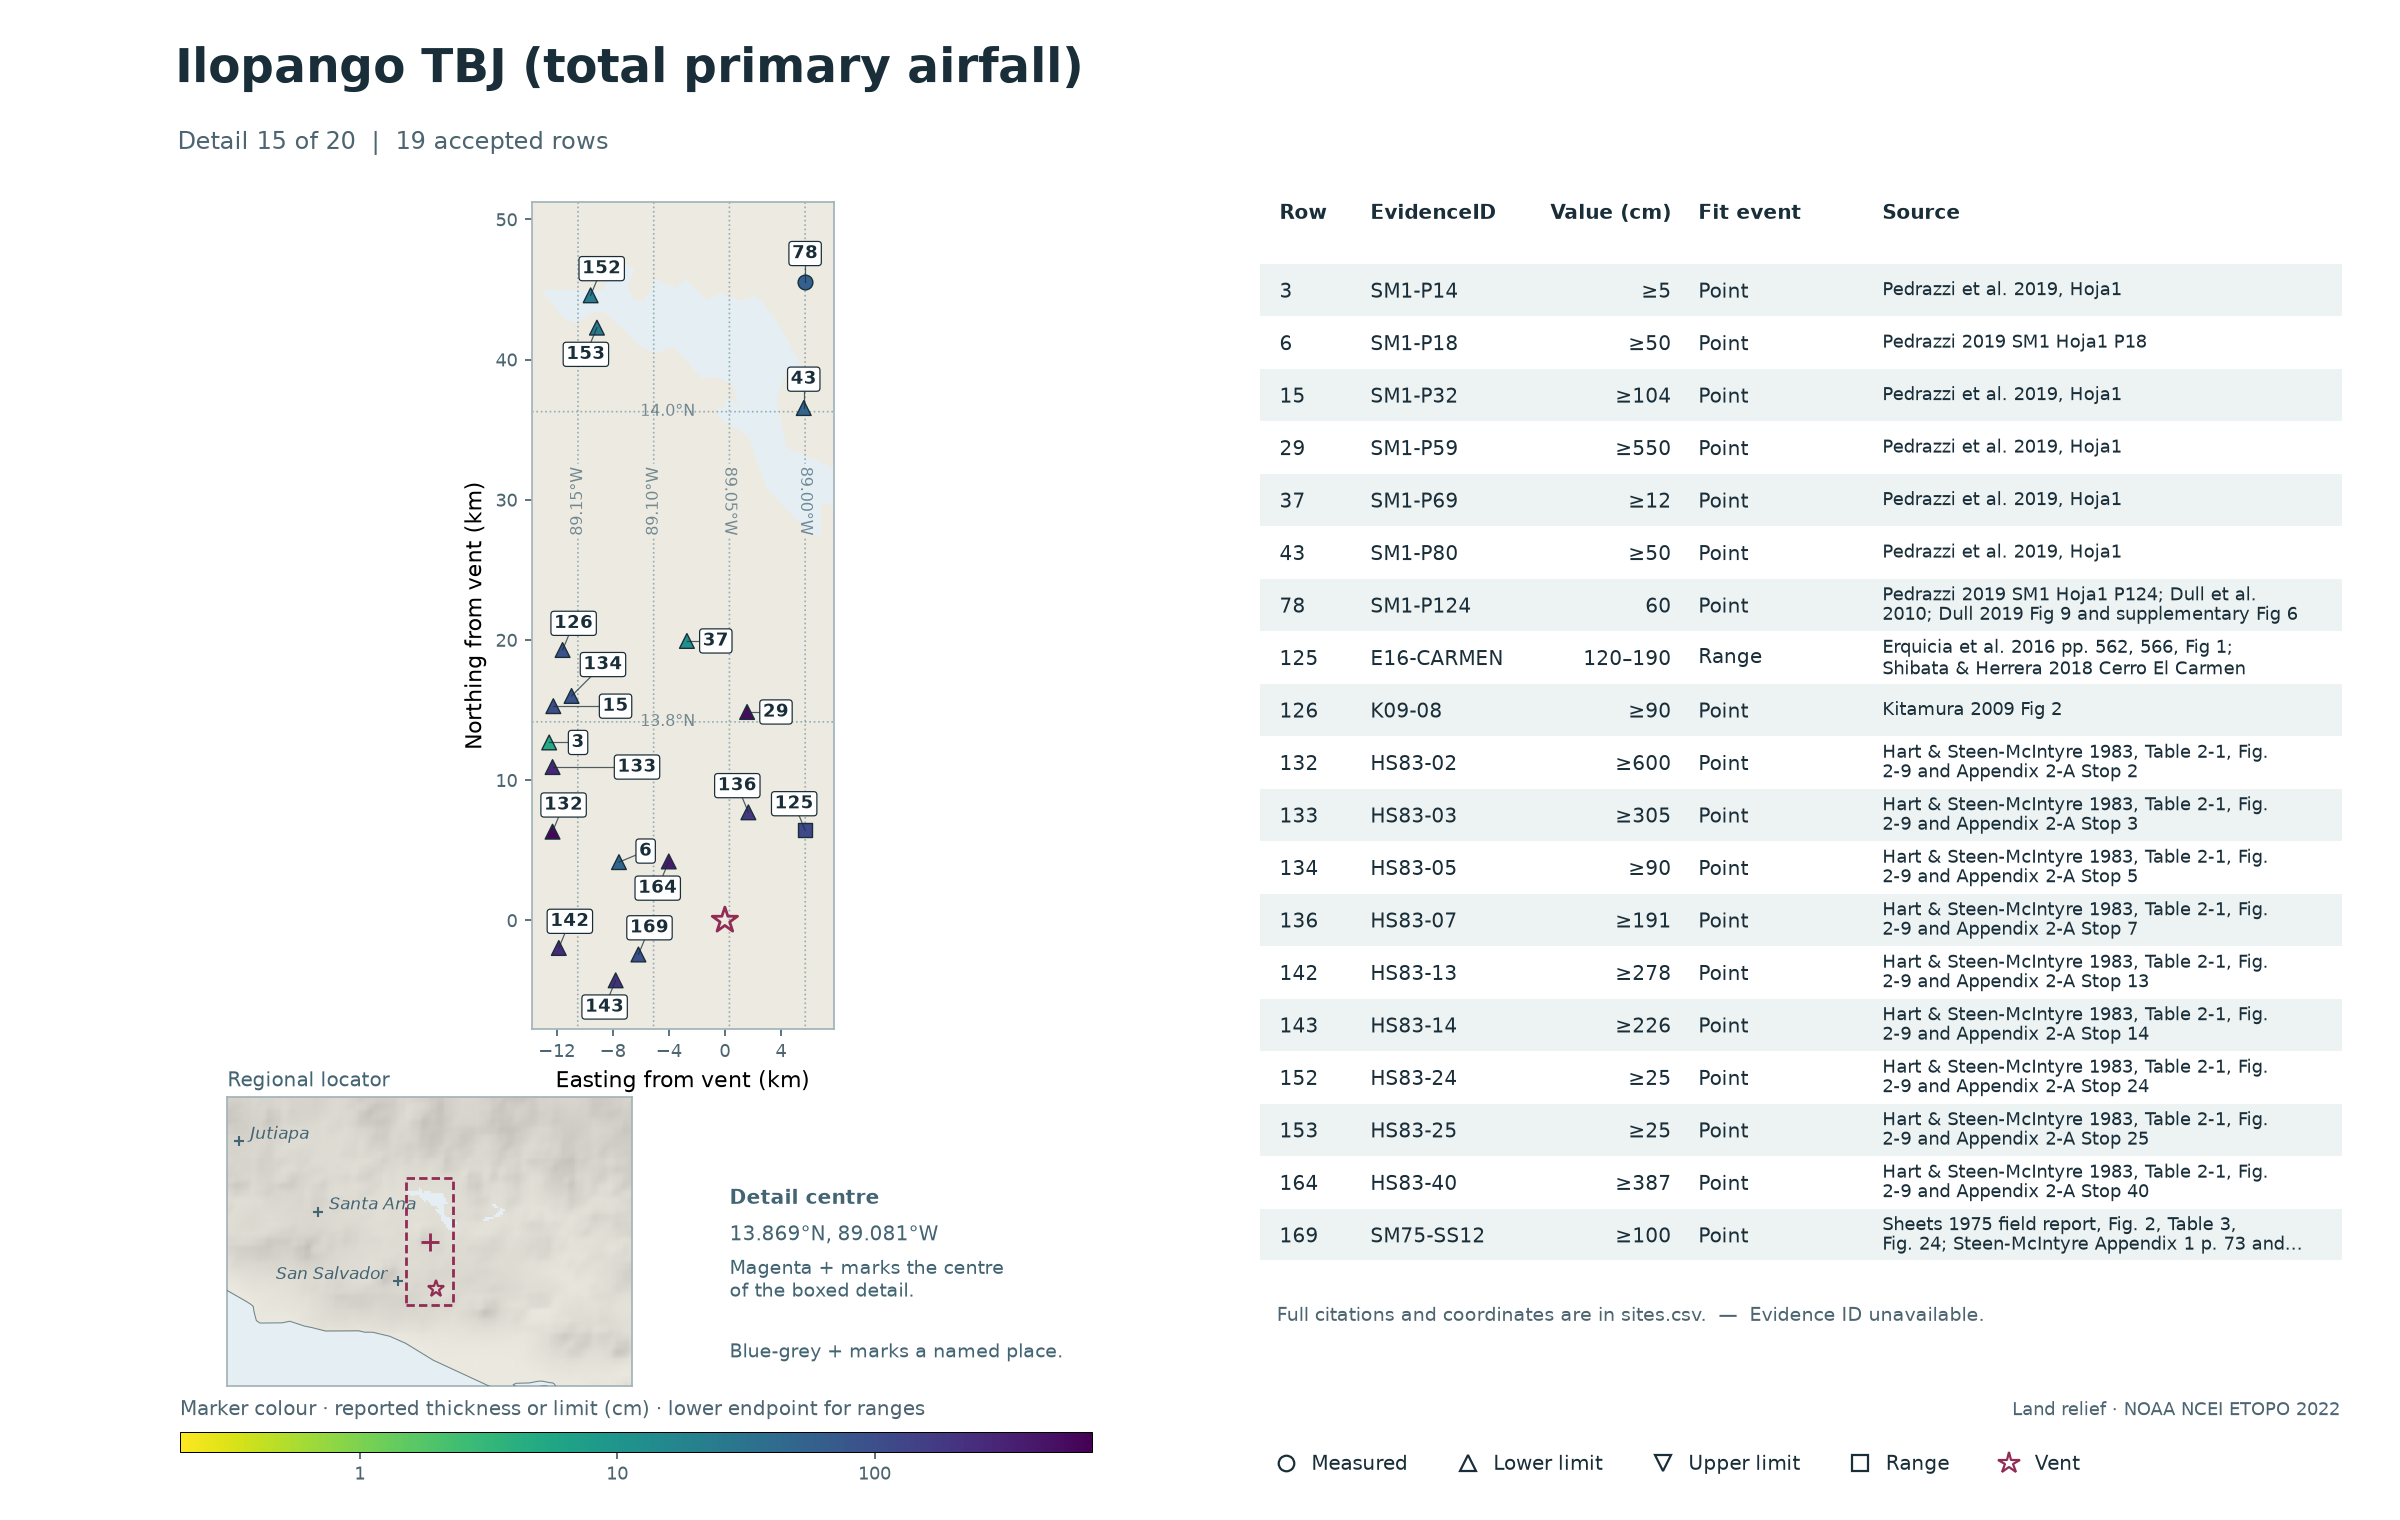 Ilopango TBJ (total primary airfall)
Detail 15 of 20 | 19 accepted rows
50
40
30
20
10
0
Northing from vent (km)
152
78
153
43
14.0°N
89.15°W
89.10°W
89.05°W
89.00°W
126
37
134
15
29
13.8°N
3
133
136
132
125
6
164
142
169
143
−12
−8
−4
0
4
Easting from vent (km)
Regional locator
Jutiapa
Santa Ana
San Salvador
Detail centre
13.869°N, 89.081°W
Magenta + marks the centre
of the boxed detail.
Blue-grey + marks a named place.
Marker colour · reported thickness or limit (cm) · lower endpoint for ranges
1
10
100
Row EvidenceID Value (cm) Fit event Source
3 SM1-P14 ≥5 Point Pedrazzi et al. 2019, Hoja1
6 SM1-P18 ≥50 Point Pedrazzi 2019 SM1 Hoja1 P18
15 SM1-P32 ≥104 Point Pedrazzi et al. 2019, Hoja1
29 SM1-P59 ≥550 Point Pedrazzi et al. 2019, Hoja1
37 SM1-P69 ≥12 Point Pedrazzi et al. 2019, Hoja1
43 SM1-P80 ≥50 Point Pedrazzi et al. 2019, Hoja1
78 SM1-P124 60 Point Pedrazzi 2019 SM1 Hoja1 P124; Dull et al.
2010; Dull 2019 Fig 9 and supplementary Fig 6
125 E16-CARMEN 120–190 Range Erquicia et al. 2016 pp. 562, 566, Fig 1;
Shibata & Herrera 2018 Cerro El Carmen
126 K09-08 ≥90 Point Kitamura 2009 Fig 2
132 HS83-02 ≥600 Point Hart & Steen-McIntyre 1983, Table 2-1, Fig.
2-9 and Appendix 2-A Stop 2
133 HS83-03 ≥305 Point Hart & Steen-McIntyre 1983, Table 2-1, Fig.
2-9 and Appendix 2-A Stop 3
134 HS83-05 ≥90 Point Hart & Steen-McIntyre 1983, Table 2-1, Fig.
2-9 and Appendix 2-A Stop 5
136 HS83-07 ≥191 Point Hart & Steen-McIntyre 1983, Table 2-1, Fig.
2-9 and Appendix 2-A Stop 7
142 HS83-13 ≥278 Point Hart & Steen-McIntyre 1983, Table 2-1, Fig.
2-9 and Appendix 2-A Stop 13
143 HS83-14 ≥226 Point Hart & Steen-McIntyre 1983, Table 2-1, Fig.
2-9 and Appendix 2-A Stop 14
152 HS83-24 ≥25 Point Hart & Steen-McIntyre 1983, Table 2-1, Fig.
2-9 and Appendix 2-A Stop 24
153 HS83-25 ≥25 Point Hart & Steen-McIntyre 1983, Table 2-1, Fig.
2-9 and Appendix 2-A Stop 25
164 HS83-40 ≥387 Point Hart & Steen-McIntyre 1983, Table 2-1, Fig.
2-9 and Appendix 2-A Stop 40
169 SM75-SS12 ≥100 Point Sheets 1975 field report, Fig. 2, Table 3,
Fig. 24; Steen-McIntyre Appendix 1 p. 73 and…
Full citations and coordinates are in sites.csv. — Evidence ID unavailable.
Land relief · NOAA NCEI ETOPO 2022
Measured Lower limit Upper limit Range Vent